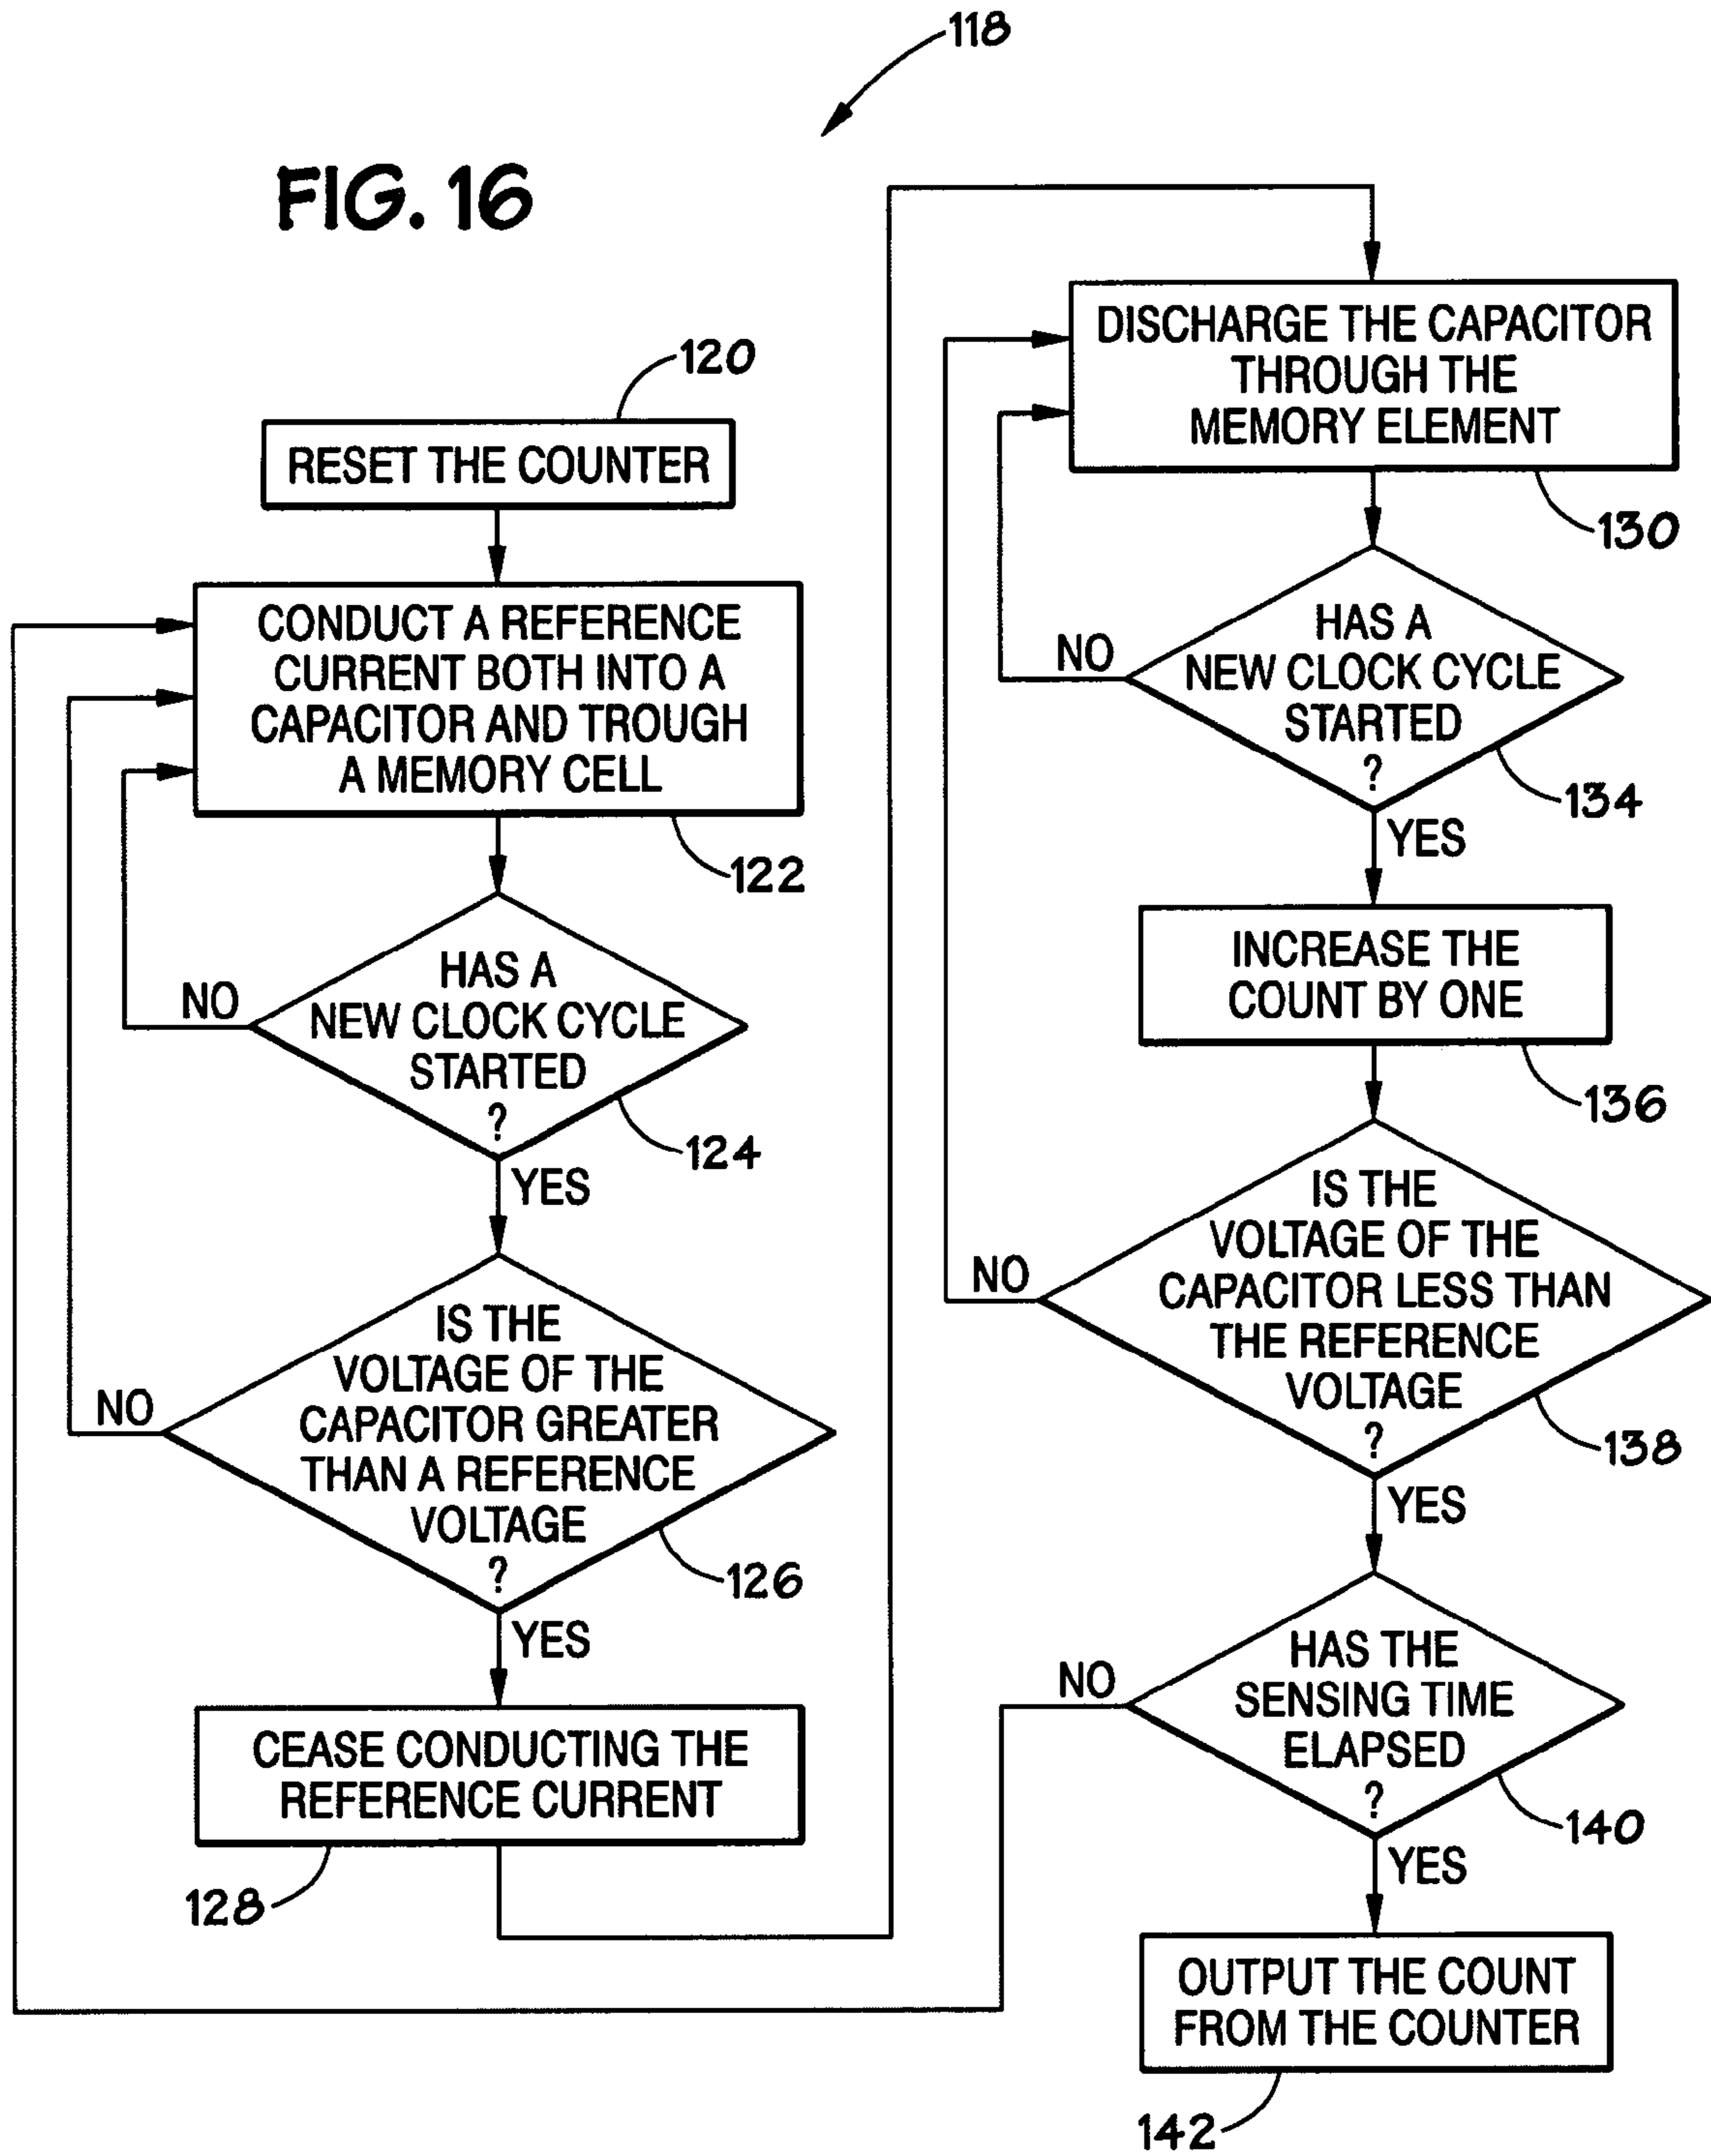 118
FIG. 16
120
RESET THE COUNTER
CONDUCT A REFERENCE
CURRENT BOTH INTO A
CAPACITOR AND TROUGH
A MEMORY CELL
122
HAS A
NEW CLOCK CYCLE
STARTED
?
NO
124
YES
IS THE
VOLTAGE OF THE
CAPACITOR GREATER
THAN A REFERENCE
VOLTAGE
?
NO
126
YES
CEASE CONDUCTING THE
REFERENCE CURRENT
128
DISCHARGE THE CAPACITOR
THROUGH THE
MEMORY ELEMENT
130
HAS A
NEW CLOCK CYCLE
STARTED
?
NO
134
YES
INCREASE THE
COUNT BY ONE
136
IS THE
VOLTAGE OF THE
CAPACITOR LESS THAN
THE REFERENCE
VOLTAGE
?
NO
138
YES
HAS THE
SENSING TIME
ELAPSED
?
NO
140
YES
OUTPUT THE COUNT
FROM THE COUNTER
142